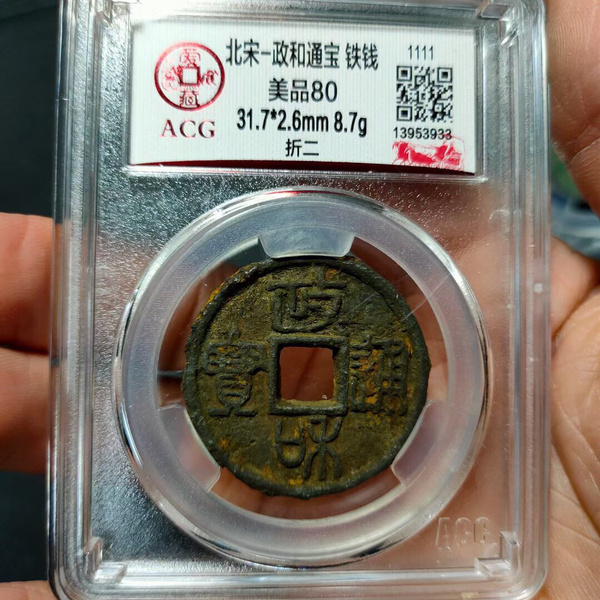 北宋-政和通宝 铁钱
1111
美品80
31.7*2.6mm 8.7g
13953933
折二
ACG
政
寶 通
和
ACG